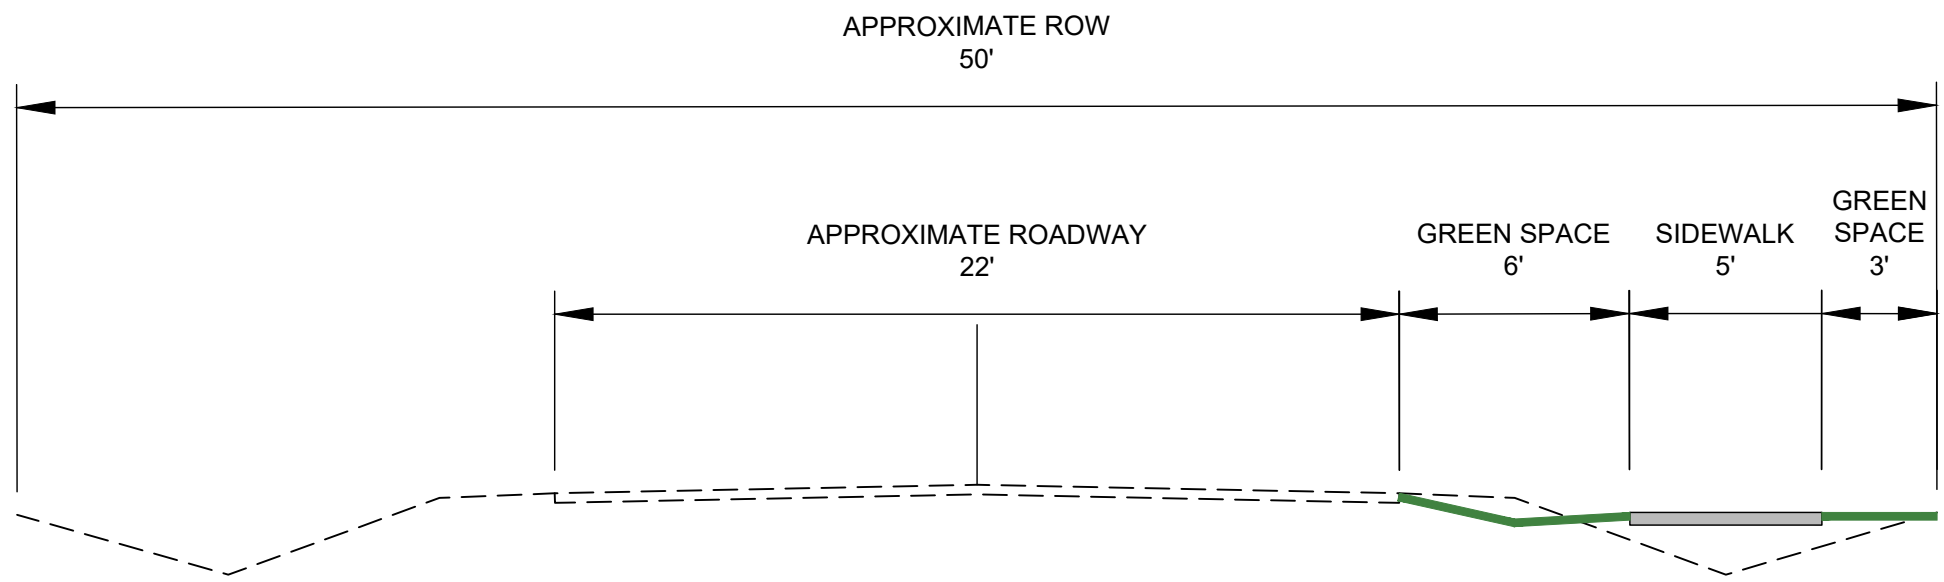 APPROXIMATE ROW
50'
APPROXIMATE ROADWAY
22'
GREEN SPACE
6'
SIDEWALK
5'
GREEN
SPACE
3'